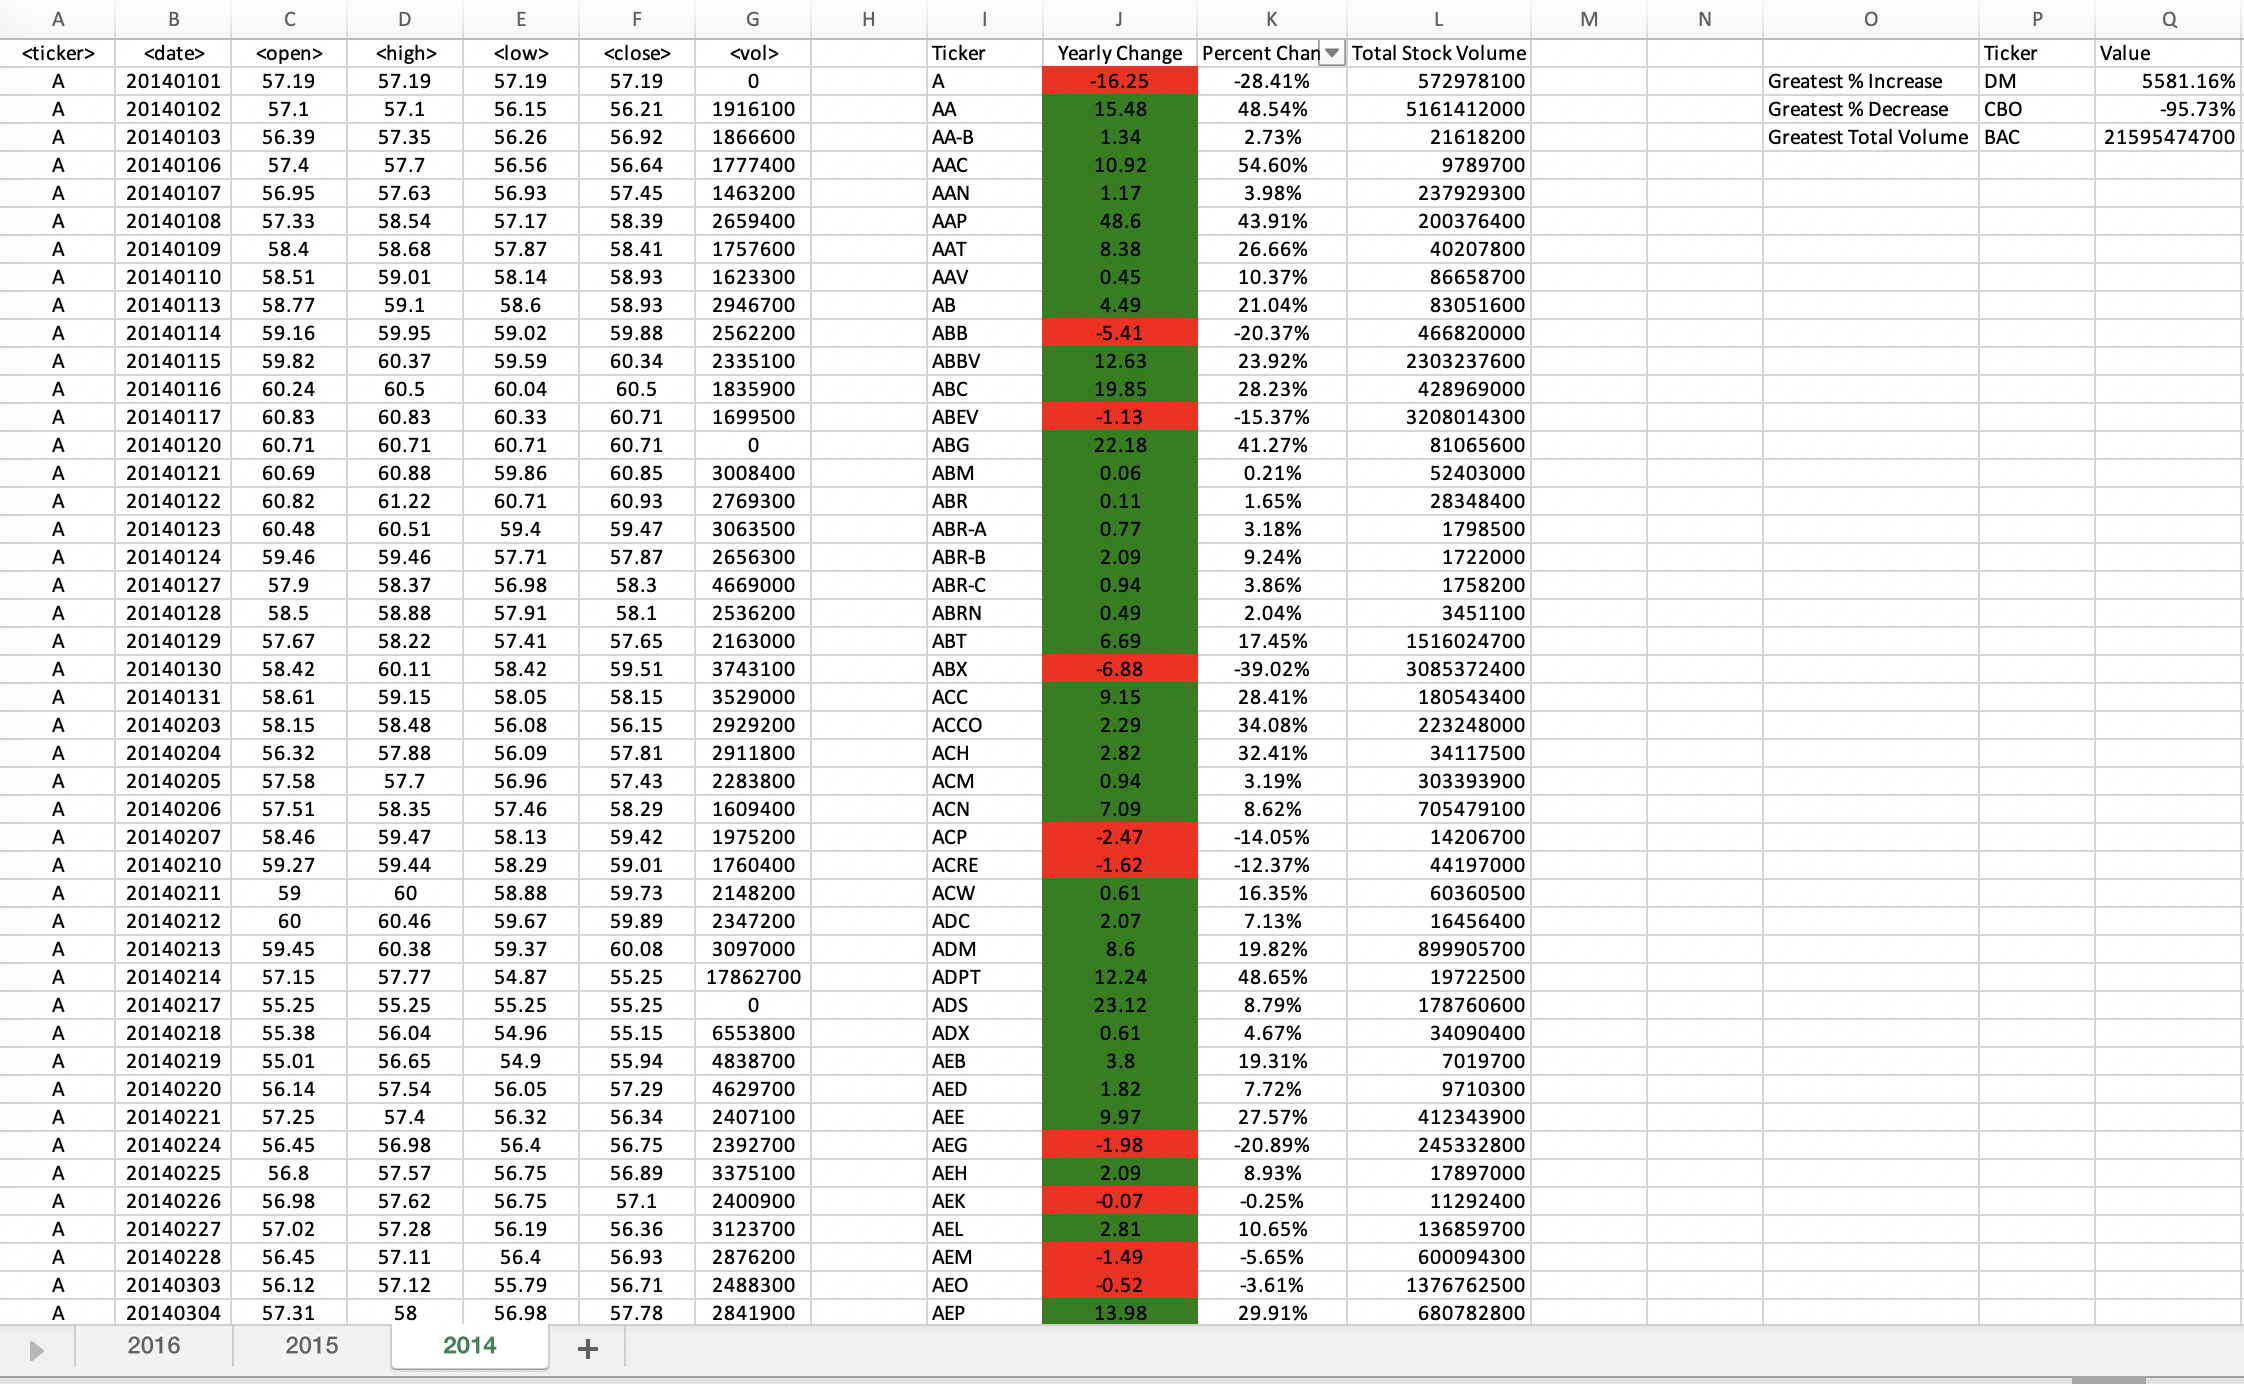 A B C D E F G H I J K L M N O P Q
<ticker> <date> <open> <high> <low> <close> <vol> Ticker Yearly Change Percent Chan Total Stock Volume Ticker Value
A 20140101 57.19 57.19 57.19 57.19 0 A -16.25 -28.41% 572978100 Greatest % Increase DM 5581.16%
A 20140102 57.1 57.1 56.15 56.21 1916100 AA 15.48 48.54% 5161412000 Greatest % Decrease CBO -95.73%
A 20140103 56.39 57.35 56.26 56.92 1866600 AA-B 1.34 2.73% 21618200 Greatest Total Volume BAC 21595474700
A 20140106 57.4 57.7 56.56 56.64 1777400 AAC 10.92 54.60% 9789700
A 20140107 56.95 57.63 56.93 57.45 1463200 AAN 1.17 3.98% 237929300
A 20140108 57.33 58.54 57.17 58.39 2659400 AAP 48.6 43.91% 200376400
A 20140109 58.4 58.68 57.87 58.41 1757600 AAT 8.38 26.66% 40207800
A 20140110 58.51 59.01 58.14 58.93 1623300 AAV 0.45 10.37% 86658700
A 20140113 58.77 59.1 58.6 58.93 2946700 AB 4.49 21.04% 83051600
A 20140114 59.16 59.95 59.02 59.88 2562200 ABB -5.41 -20.37% 466820000
A 20140115 59.82 60.37 59.59 60.34 2335100 ABBV 12.63 23.92% 2303237600
A 20140116 60.24 60.5 60.04 60.5 1835900 ABC 19.85 28.23% 428969000
A 20140117 60.83 60.83 60.33 60.71 1699500 ABEV -1.13 -15.37% 3208014300
A 20140120 60.71 60.71 60.71 60.71 0 ABG 22.18 41.27% 81065600
A 20140121 60.69 60.88 59.86 60.85 3008400 ABM 0.06 0.21% 52403000
A 20140122 60.82 61.22 60.71 60.93 2769300 ABR 0.11 1.65% 28348400
A 20140123 60.48 60.51 59.4 59.47 3063500 ABR-A 0.77 3.18% 1798500
A 20140124 59.46 59.46 57.71 57.87 2656300 ABR-B 2.09 9.24% 1722000
A 20140127 57.9 58.37 56.98 58.3 4669000 ABR-C 0.94 3.86% 1758200
A 20140128 58.5 58.88 57.91 58.1 2536200 ABRN 0.49 2.04% 3451100
A 20140129 57.67 58.22 57.41 57.65 2163000 ABT 6.69 17.45% 1516024700
A 20140130 58.42 60.11 58.42 59.51 3743100 ABX -6.88 -39.02% 3085372400
A 20140131 58.61 59.15 58.05 58.15 3529000 ACC 9.15 28.41% 180543400
A 20140203 58.15 58.48 56.08 56.15 2929200 ACCO 2.29 34.08% 223248000
A 20140204 56.32 57.88 56.09 57.81 2911800 ACH 2.82 32.41% 34117500
A 20140205 57.58 57.7 56.96 57.43 2283800 ACM 0.94 3.19% 303393900
A 20140206 57.51 58.35 57.46 58.29 1609400 ACN 7.09 8.62% 705479100
A 20140207 58.46 59.47 58.13 59.42 1975200 ACP -2.47 -14.05% 14206700
A 20140210 59.27 59.44 58.29 59.01 1760400 ACRE -1.62 -12.37% 44197000
A 20140211 59 60 58.88 59.73 2148200 ACW 0.61 16.35% 60360500
A 20140212 60 60.46 59.67 59.89 2347200 ADC 2.07 7.13% 16456400
A 20140213 59.45 60.38 59.37 60.08 3097000 ADM 8.6 19.82% 899905700
A 20140214 57.15 57.77 54.87 55.25 17862700 ADPT 12.24 48.65% 19722500
A 20140217 55.25 55.25 55.25 55.25 0 ADS 23.12 8.79% 178760600
A 20140218 55.38 56.04 54.96 55.15 6553800 ADX 0.61 4.67% 34090400
A 20140219 55.01 56.65 54.9 55.94 4838700 AEB 3.8 19.31% 7019700
A 20140220 56.14 57.54 56.05 57.29 4629700 AED 1.82 7.72% 9710300
A 20140221 57.25 57.4 56.32 56.34 2407100 AEE 9.97 27.57% 412343900
A 20140224 56.45 56.98 56.4 56.75 2392700 AEG -1.98 -20.89% 245332800
A 20140225 56.8 57.57 56.75 56.89 3375100 AEH 2.09 8.93% 17897000
A 20140226 56.98 57.62 56.75 57.1 2400900 AEK -0.07 -0.25% 11292400
A 20140227 57.02 57.28 56.19 56.36 3123700 AEL 2.81 10.65% 136859700
A 20140228 56.45 57.11 56.4 56.93 2876200 AEM -1.49 -5.65% 600094300
A 20140303 56.12 57.12 55.79 56.71 2488300 AEO -0.52 -3.61% 1376762500
A 20140304 57.31 58 56.98 57.78 2841900 AEP 13.98 29.91% 680782800
2016 2015 2014 +